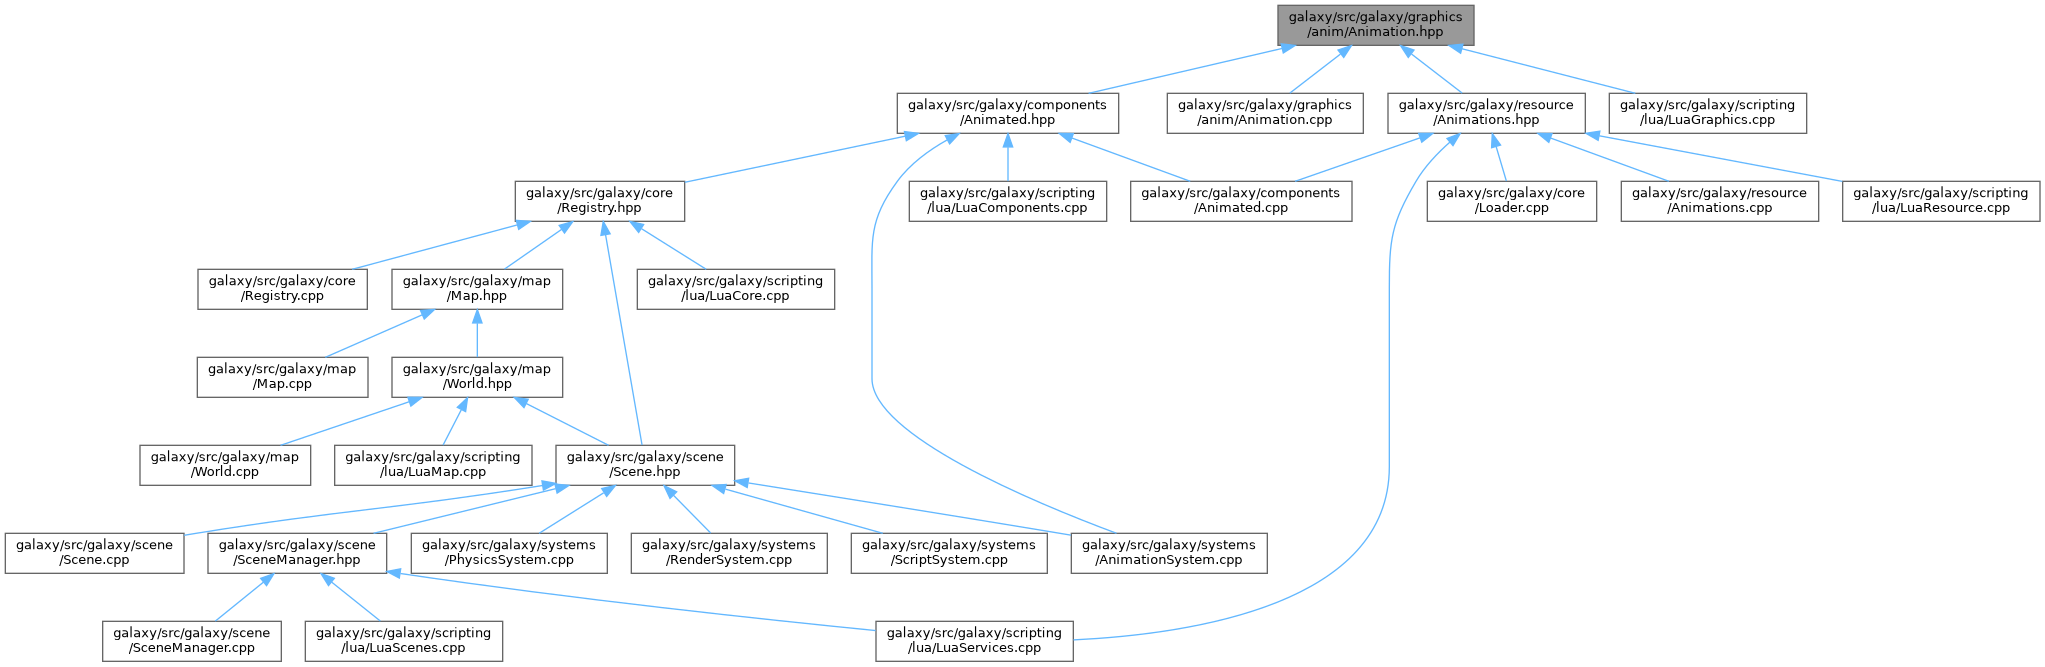 galaxy/src/galaxy/graphics
/anim/Animation.hpp
galaxy/src/galaxy/components
/Animated.hpp
galaxy/src/galaxy/graphics
/anim/Animation.cpp
galaxy/src/galaxy/resource
/Animations.hpp
galaxy/src/galaxy/scripting
/lua/LuaGraphics.cpp
galaxy/src/galaxy/core
/Registry.hpp
galaxy/src/galaxy/scripting
/lua/LuaComponents.cpp
galaxy/src/galaxy/components
/Animated.cpp
galaxy/src/galaxy/core
/Loader.cpp
galaxy/src/galaxy/resource
/Animations.cpp
galaxy/src/galaxy/scripting
/lua/LuaResource.cpp
galaxy/src/galaxy/core
/Registry.cpp
galaxy/src/galaxy/map
/Map.hpp
galaxy/src/galaxy/scripting
/lua/LuaCore.cpp
galaxy/src/galaxy/map
/Map.cpp
galaxy/src/galaxy/map
/World.hpp
galaxy/src/galaxy/map
/World.cpp
galaxy/src/galaxy/scripting
/lua/LuaMap.cpp
galaxy/src/galaxy/scene
/Scene.hpp
galaxy/src/galaxy/scene
/Scene.cpp
galaxy/src/galaxy/scene
/SceneManager.hpp
galaxy/src/galaxy/systems
/PhysicsSystem.cpp
galaxy/src/galaxy/systems
/RenderSystem.cpp
galaxy/src/galaxy/systems
/ScriptSystem.cpp
galaxy/src/galaxy/systems
/AnimationSystem.cpp
galaxy/src/galaxy/scene
/SceneManager.cpp
galaxy/src/galaxy/scripting
/lua/LuaScenes.cpp
galaxy/src/galaxy/scripting
/lua/LuaServices.cpp